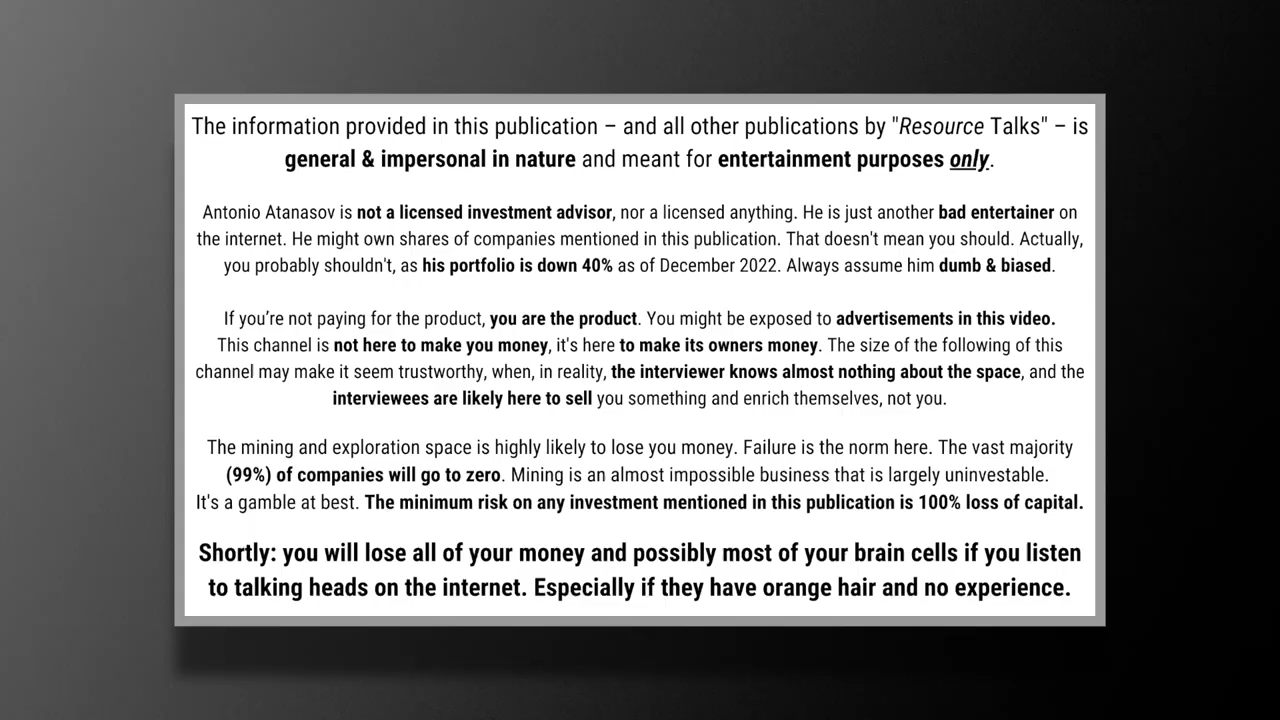 The information provided in this publication – and all other publications by "Resource Talks" – is
general & impersonal in nature and meant for entertainment purposes only.
Antonio Atanasov is not a licensed investment advisor, nor a licensed anything. He is just another bad entertainer on
the internet. He might own shares of companies mentioned in this publication. That doesn't mean you should. Actually,
you probably shouldn't, as his portfolio is down 40% as of December 2022. Always assume him dumb & biased.
If you’re not paying for the product, you are the product. You might be exposed to advertisements in this video.
This channel is not here to make you money, it's here to make its owners money. The size of the following of this
channel may make it seem trustworthy, when, in reality, the interviewer knows almost nothing about the space, and the
interviewees are likely here to sell you something and enrich themselves, not you.
The mining and exploration space is highly likely to lose you money. Failure is the norm here. The vast majority
(99%) of companies will go to zero. Mining is an almost impossible business that is largely uninvestable.
It's a gamble at best. The minimum risk on any investment mentioned in this publication is 100% loss of capital.
Shortly: you will lose all of your money and possibly most of your brain cells if you listen
to talking heads on the internet. Especially if they have orange hair and no experience.